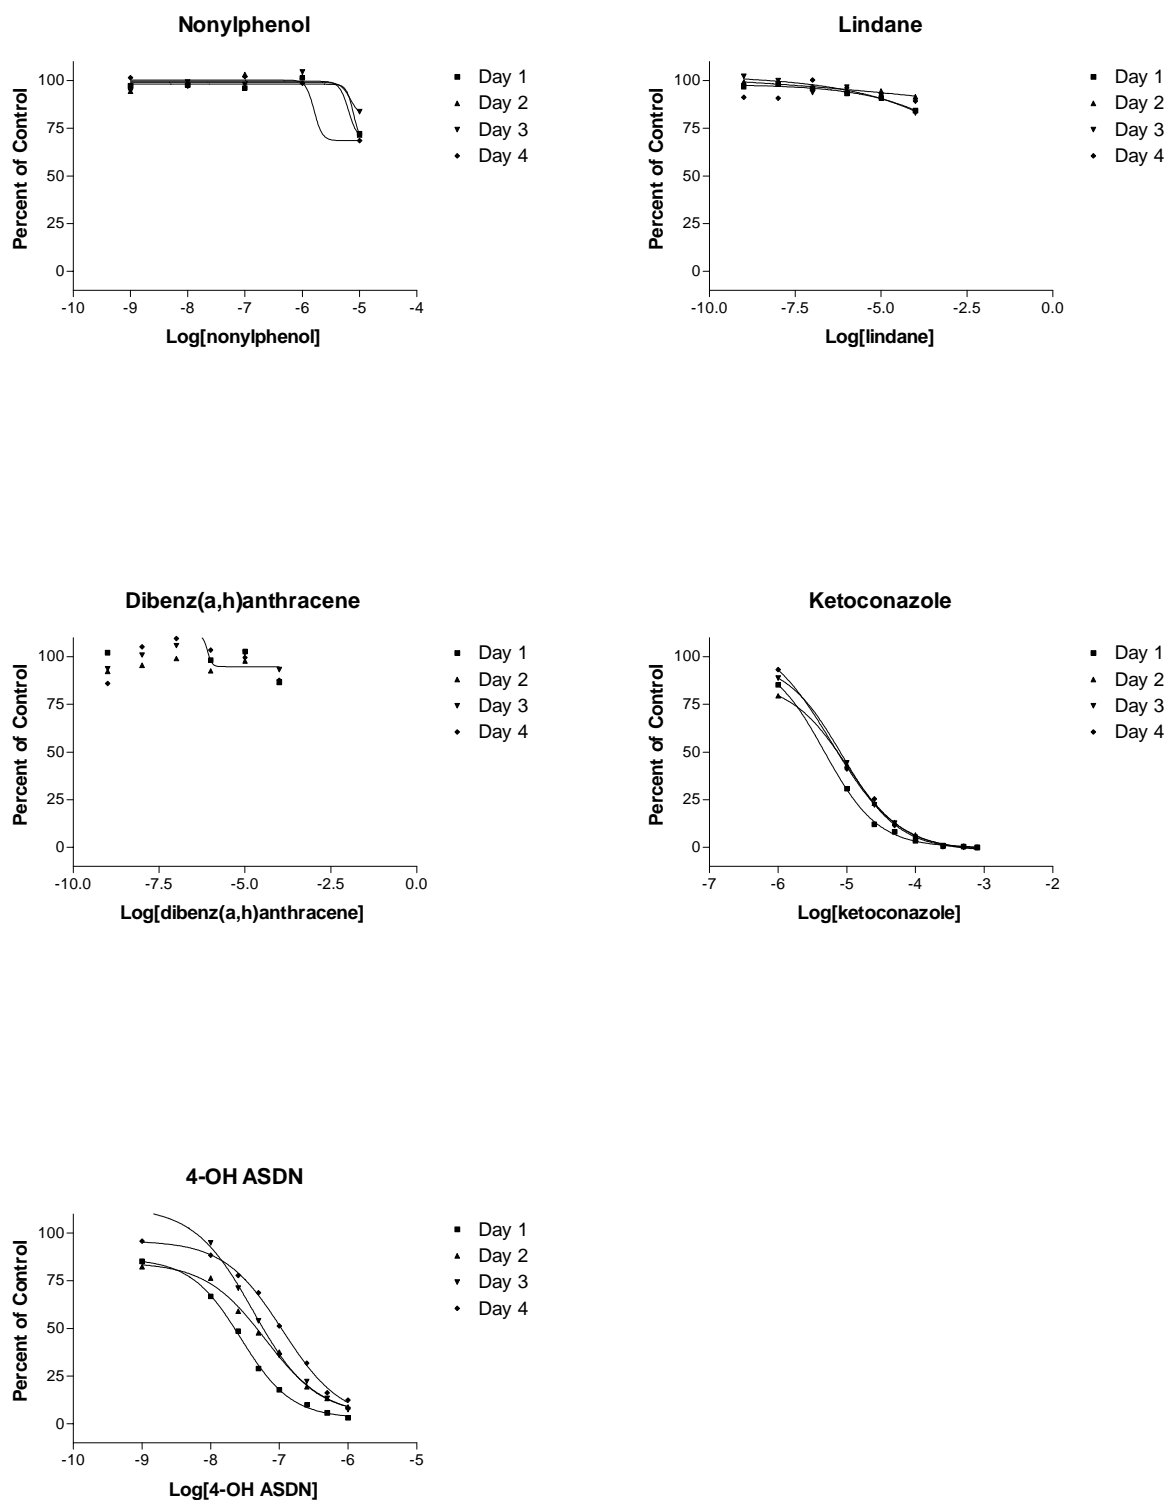 Nonylphenol
Percent of Control
100
75
50
25
0
-10
-9
-8
-7
-6
-5
-4
Log[nonylphenol]
Day 1
Day 2
Day 3
Day 4
Lindane
Percent of Control
100
75
50
25
0
-10.0
-7.5
-5.0
-2.5
0.0
Log[lindane]
Day 1
Day 2
Day 3
Day 4
Dibenz(a,h)anthracene
Percent of Control
100
75
50
25
0
-10.0
-7.5
-5.0
-2.5
0.0
Log[dibenz(a,h)anthracene]
Day 1
Day 2
Day 3
Day 4
Ketoconazole
Percent of Control
100
75
50
25
0
-7
-6
-5
-4
-3
-2
Log[ketoconazole]
Day 1
Day 2
Day 3
Day 4
4-OH ASDN
Percent of Control
100
75
50
25
0
-10
-9
-8
-7
-6
-5
Log[4-OH ASDN]
Day 1
Day 2
Day 3
Day 4